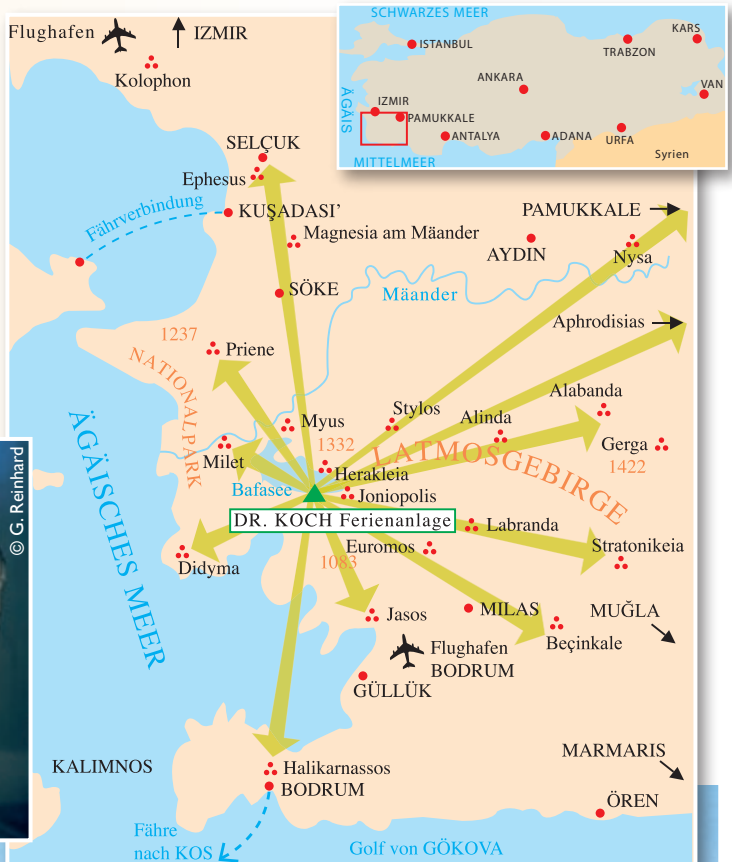 Flughafen
IZMIR
Kolophon
SCHWARZES MEER
ISTANBUL
TRABZON
KARS
ANKARA
VAN
ÄGÄIS
IZMIR
PAMUKKALE
ANTALYA
ADANA
URFA
MITTELMEER
Syrien
SELÇUK
Ephesus
Fährverbindung
KUŞADASI'
Magnesia am Mäander
PAMUKKALE
AYDIN
Nysa
SÖKE
Mäander
Aphrodisias
1237
Priene
NATIONALPARK
Alabanda
Stylos
Alinda
Myus
1332
Gerga
1422
Milet
Herakleia
LATMOSGEBIRGE
Bafasee
Joniopolis
DR. KOCH Ferienanlage
Labranda
ÄGÄISCHES MEER
Euromos
Stratonikeia
1083
Didyma
Jasos
MILAS
MUĞLA
Beçinkale
Flughafen
BODRUM
GÜLLÜK
© G. Reinhard
KALIMNOS
Halikarnassos
BODRUM
MARMARIS
ÖREN
Fähre
nach KOS
Golf von GÖKOVA